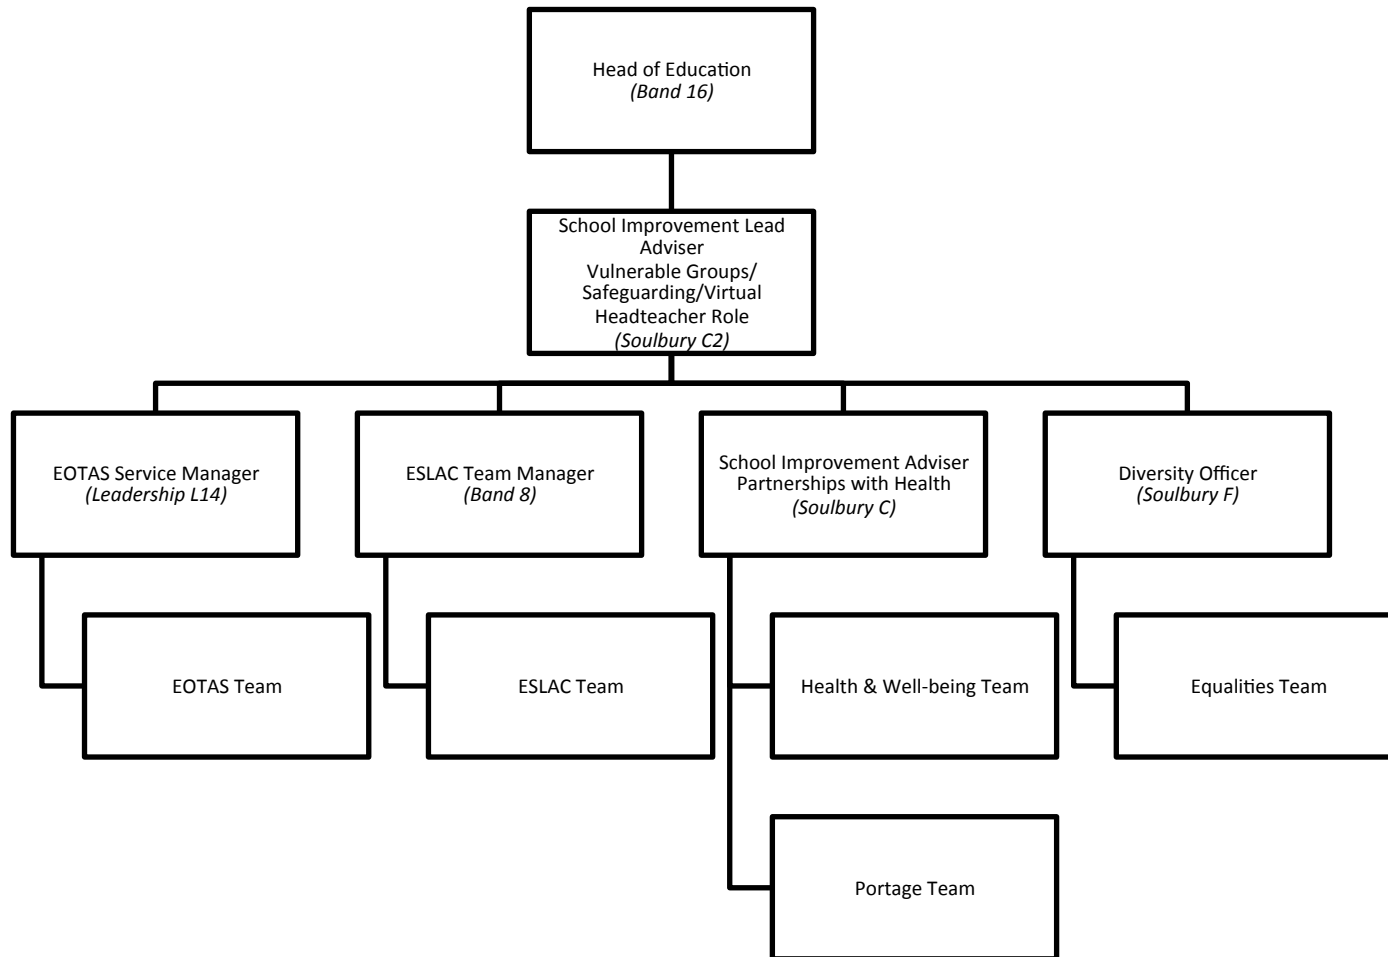 Head of Education
(Band 16)
School Improvement Lead
Adviser
Vulnerable Groups/
Safeguarding/Virtual
Headteacher Role
(Soulbury C2)
EOTAS Service Manager
(Leadership L14)
ESLAC Team Manager
(Band 8)
School Improvement Adviser
Partnerships with Health
(Soulbury C)
Diversity Officer
(Soulbury F)
EOTAS Team
ESLAC Team
Health & Well-being Team
Equalities Team
Portage Team